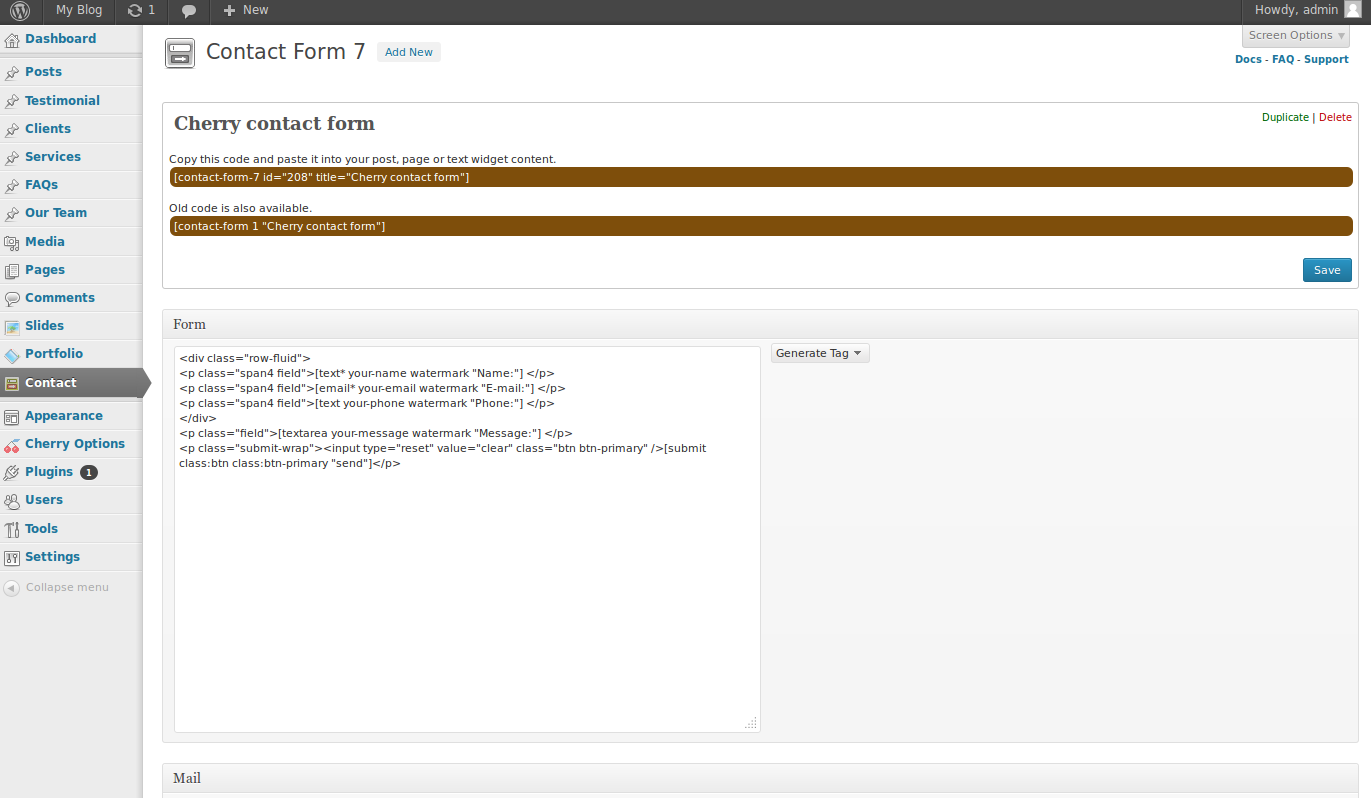 My Blog 1 New Howdy, admin
Screen Options
Dashboard
Posts
Testimonial
Clients
Services
FAQs
Our Team
Media
Pages
Comments
Slides
Portfolio
Contact
Appearance
Cherry Options
Plugins 1
Users
Tools
Settings
Collapse menu
Contact Form 7 Add New
Docs - FAQ - Support
Cherry contact form
Duplicate | Delete
Copy this code and paste it into your post, page or text widget content.
[contact-form-7 id="208" title="Cherry contact form"]
Old code is also available.
[contact-form 1 "Cherry contact form"]
Save
Form
<div class="row-fluid">
<p class="span4 field">[text* your-name watermark "Name:"] </p>
<p class="span4 field">[email* your-email watermark "E-mail:"] </p>
<p class="span4 field">[text your-phone watermark "Phone:"] </p>
</div>
<p class="field">[textarea your-message watermark "Message:"] </p>
<p class="submit-wrap"><input type="reset" value="clear" class="btn btn-primary" />[submit
class:btn class:btn-primary "send"]</p>
Generate Tag
Mail